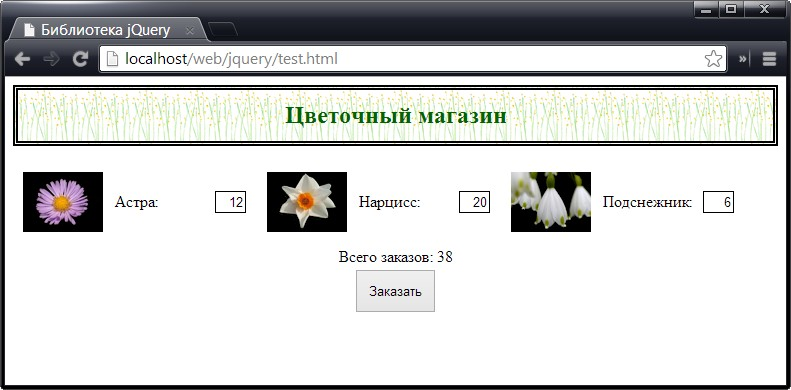 Библиотека jQuery
localhost/web/jquery/test.html
Цветочный магазин
Астра: 12 Нарцисс: 20 Подснежник: 6
Всего заказов: 38
Заказать